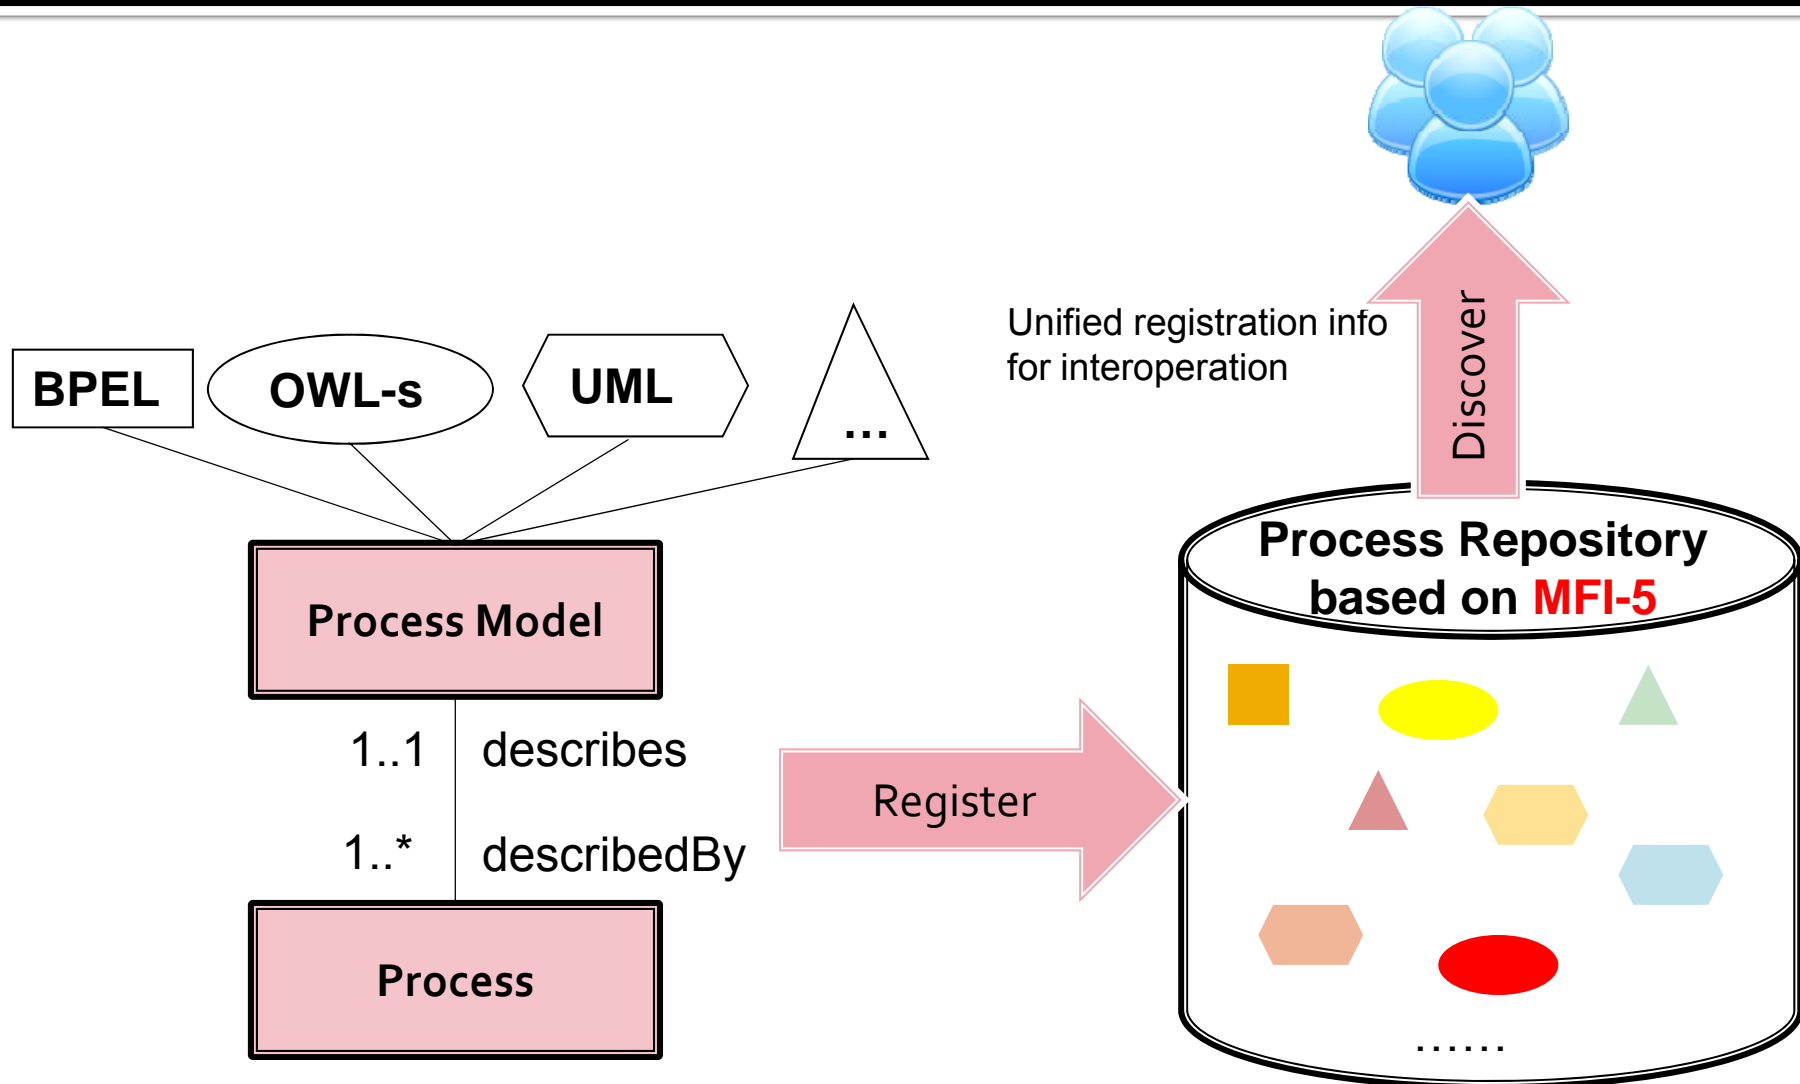 BPEL
OWL-s
UML
...
Unified registration info
for interoperation
Discover
Process Model
1..1 describes
1..* describedBy
Process
Register
Process Repository
based on MFI-5
......